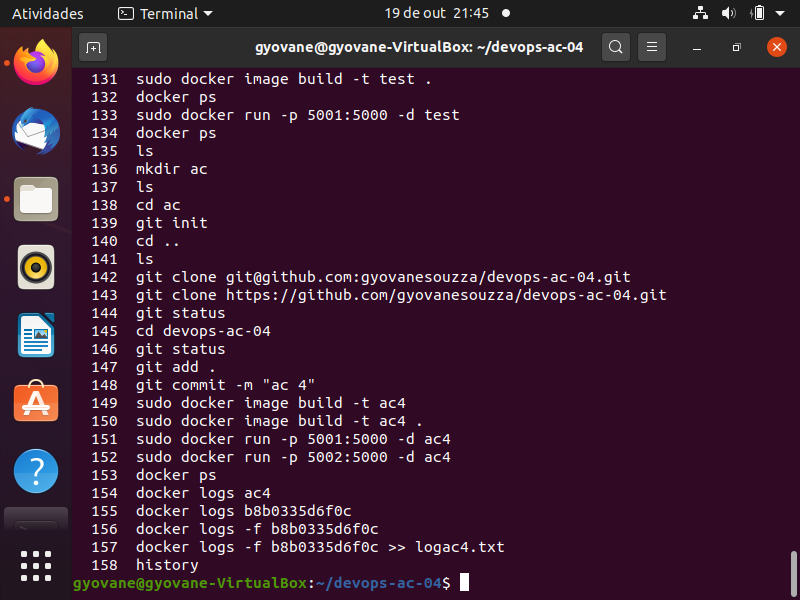 Atividades
Terminal
19 de out 21:45
gyovane@gyovane-VirtualBox: ~/devops-ac-04
131 sudo docker image build -t test .
132 docker ps
133 sudo docker run -p 5001:5000 -d test
134 docker ps
135 ls
136 mkdir ac
137 ls
138 cd ac
139 git init
140 cd ..
141 ls
142 git clone git@github.com:gyovanesouzza/devops-ac-04.git
143 git clone https://github.com/gyovanesouzza/devops-ac-04.git
144 git status
145 cd devops-ac-04
146 git status
147 git add .
148 git commit -m "ac 4"
149 sudo docker image build -t ac4
150 sudo docker image build -t ac4 .
151 sudo docker run -p 5001:5000 -d ac4
152 sudo docker run -p 5002:5000 -d ac4
153 docker ps
154 docker logs ac4
155 docker logs b8b0335d6f0c
156 docker logs -f b8b0335d6f0c
157 docker logs -f b8b0335d6f0c >> logac4.txt
158 history
gyovane@gyovane-VirtualBox:~/devops-ac-04$